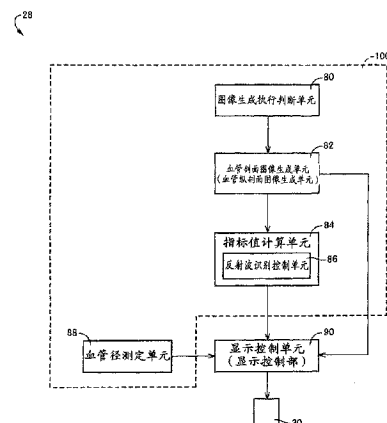 28
100
80
图像生成执行判断单元
82
血管剖面图像生成单元
(血管纵剖面图像生成单元)
84
指标值计算单元
86
反射波识别控制单元
88
血管径测定单元
90
显示控制单元
(显示控制部)
30